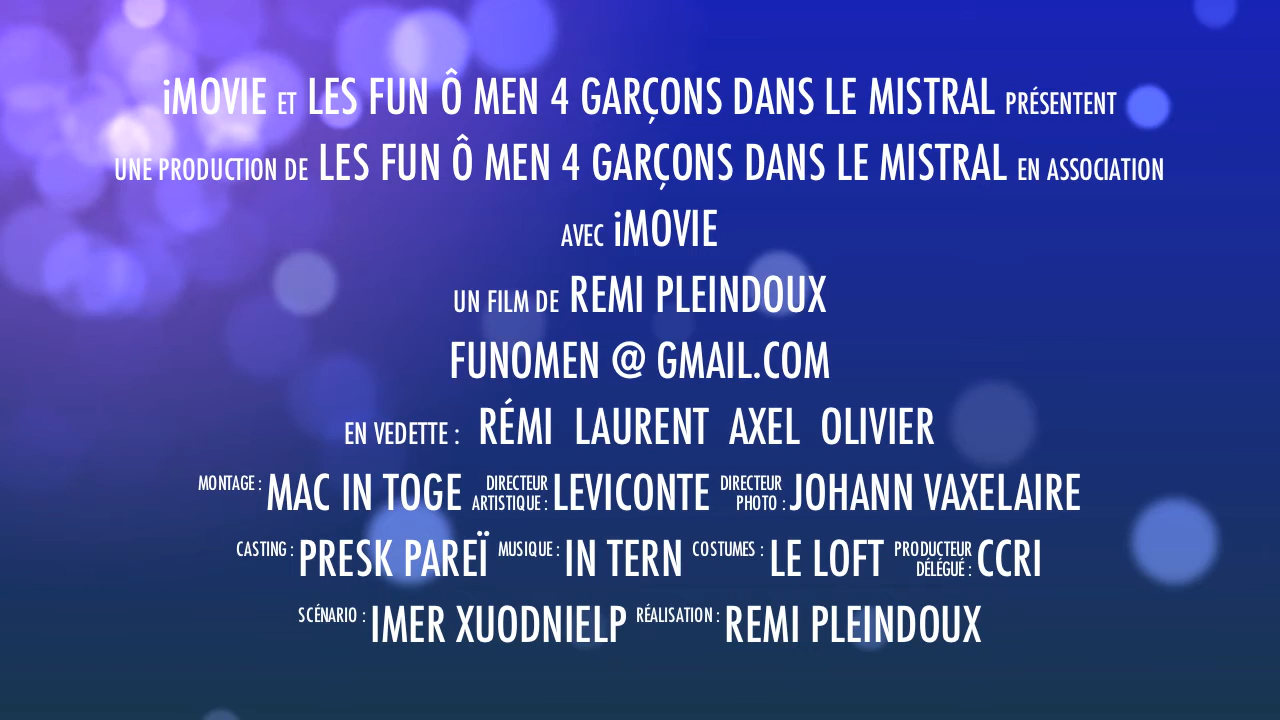 iMOVIE ET LES FUN Ô MEN 4 GARÇONS DANS LE MISTRAL PRÉSENTENT
UNE PRODUCTION DE LES FUN Ô MEN 4 GARÇONS DANS LE MISTRAL EN ASSOCIATION
AVEC iMOVIE
UN FILM DE REMI PLEINDOUX
FUNOMEN @ GMAIL.COM
EN VEDETTE : RÉMI LAURENT AXEL OLIVIER
MONTAGE : MAC IN TOGE DIRECTEUR ARTISTIQUE : LEVICONTE DIRECTEUR PHOTO : JOHANN VAXELAIRE
CASTING : PRESK PAREÏ MUSIQUE : IN TERN COSTUMES : LE LOFT PRODUCTEUR DÉLÉGUÉ : CCRI
SCÉNARIO : IMER XUODNIELP RÉALISATION : REMI PLEINDOUX